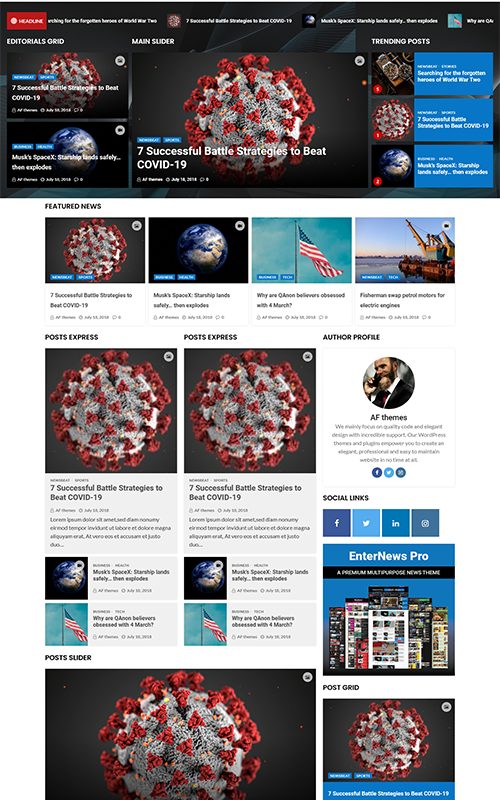 HEADLINE
arching for the forgotten heroes of World War Two
7 Successful Battle Strategies to Beat COVID-19
Musk's SpaceX: Starship lands safely... then explodes
Why are QA
EDITORIALS GRID
NEWSBEAT SPORTS
7 Successful Battle Strategies to Beat
COVID-19
AF themes July 18, 2018 0
BUSINESS HEALTH
Musk's SpaceX: Starship lands safely...
then explodes
AF themes July 18, 2018 0
MAIN SLIDER
NEWSBEAT SPORTS
7 Successful Battle Strategies to Beat
COVID-19
AF themes July 18, 2018 0
TRENDING POSTS
5
NEWSBEAT STORIES
Searching for the forgotten
heroes of World War Two
1
NEWSBEAT SPORTS
7 Successful Battle
Strategies to Beat COVID-19
2
BUSINESS HEALTH
Musk's SpaceX: Starship
lands safely... then explodes
FEATURED NEWS
NEWSBEAT SPORTS
7 Successful Battle Strategies to
Beat COVID-19
AF themes July 18, 2018 0
BUSINESS HEALTH
Musk's SpaceX: Starship lands
safely... then explodes
AF themes July 18, 2018 0
BUSINESS TECH
Why are QAnon believers obsessed
with 4 March?
AF themes July 18, 2018 0
NEWSBEAT TECH
Fisherman swap petrol motors for
electric engines
AF themes July 18, 2018 0
POSTS EXPRESS
NEWSBEAT SPORTS
7 Successful Battle Strategies to
Beat COVID-19
AF themes July 18, 2018
Lorem ipsum dolor sit amet,sed diam nonumy
eirmod tempor invidunt ut labore et dolore magna
aliquyam erat, At vero eos et accusam et justo
duo...
BUSINESS HEALTH
Musk's SpaceX: Starship lands
safely... then explodes
AF themes July 18, 2018
BUSINESS TECH
Why are QAnon believers
obsessed with 4 March?
AF themes July 18, 2018
POSTS EXPRESS
NEWSBEAT SPORTS
7 Successful Battle Strategies to
Beat COVID-19
AF themes July 18, 2018
Lorem ipsum dolor sit amet,sed diam nonumy
eirmod tempor invidunt ut labore et dolore magna
aliquyam erat, At vero eos et accusam et justo
duo...
BUSINESS HEALTH
Musk's SpaceX: Starship lands
safely... then explodes
AF themes July 18, 2018
BUSINESS TECH
Why are QAnon believers
obsessed with 4 March?
AF themes July 18, 2018
AUTHOR PROFILE
AF themes
We mainly focus on quality code and elegant
design with incredible support. Our WordPress
themes and plugins empower you to create an
elegant, professional and easy to maintain
website in no time at all.
SOCIAL LINKS
EnterNews Pro
A PREMIUM MULTIPURPOSE NEWS THEME
POSTS SLIDER
POST GRID
NEWSBEAT SPORTS
7 Successful Battle Strategies to